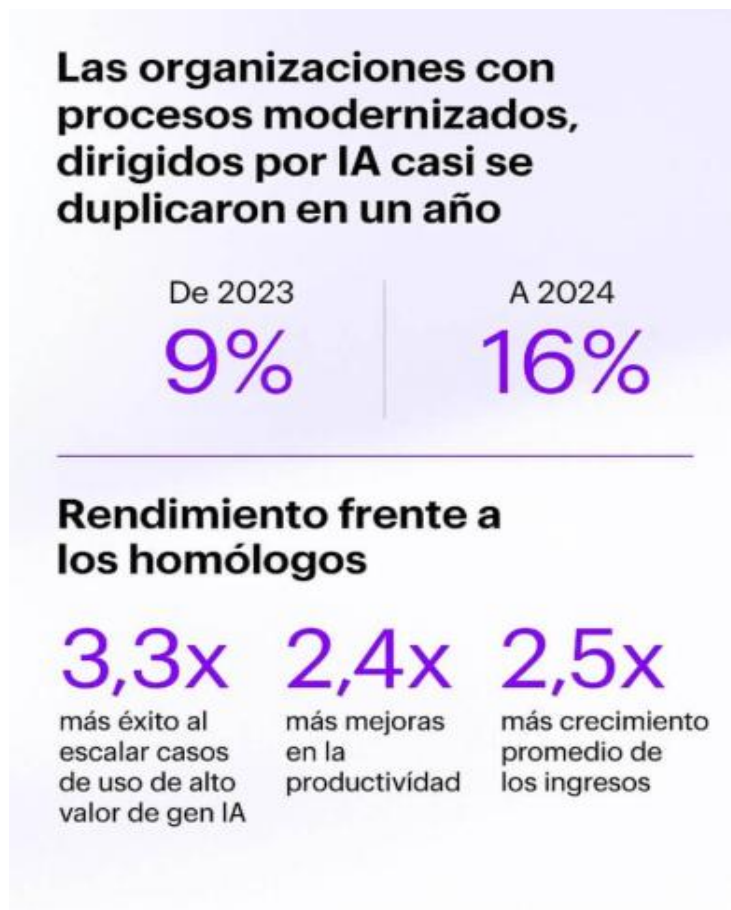 Las organizaciones con
procesos modernizados,
dirigidos por IA casi se
duplicaron en un año
De 2023
9%
A 2024
16%
Rendimiento frente a
los homólogos
3,3x
más éxito al
escalar casos
de uso de alto
valor de gen IA
2,4x
más mejoras
en la
productivídad
2,5x
más crecimiento
promedio de
los ingresos